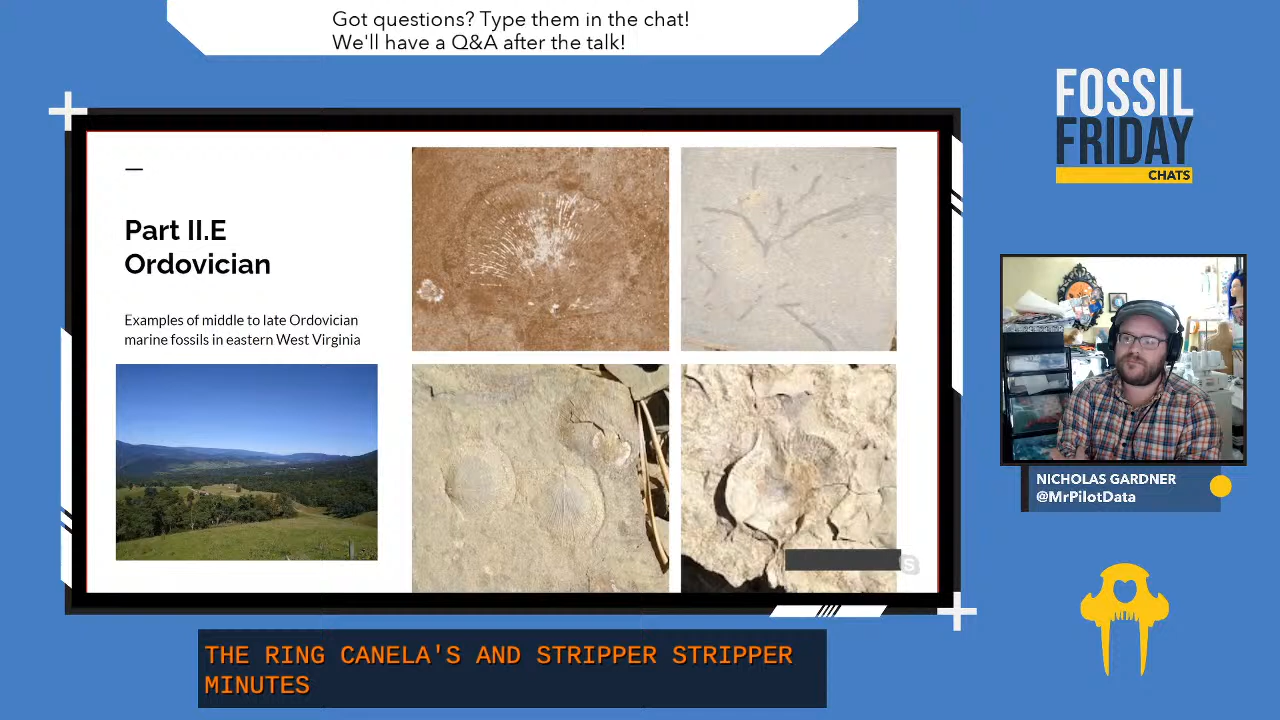 Got questions? Type them in the chat!
We'll have a Q&A after the talk!
FOSSIL
FRIDAY
CHATS
Part II.E
Ordovician
Examples of middle to late Ordovician
marine fossils in eastern West Virginia
NICHOLAS GARDNER
@MrPilotData
S
THE RING CANELA'S AND STRIPPER STRIPPER
MINUTES